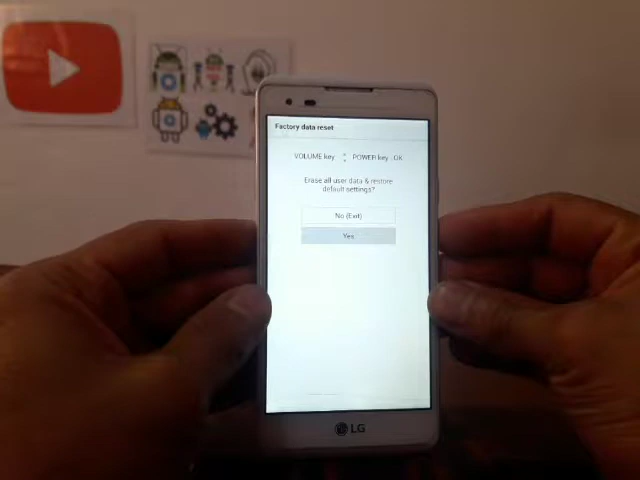 Factory data reset
VOLUME key : POWER key : OK
Erase all user data & restore
default settings?
No (Exit)
Yes
LG